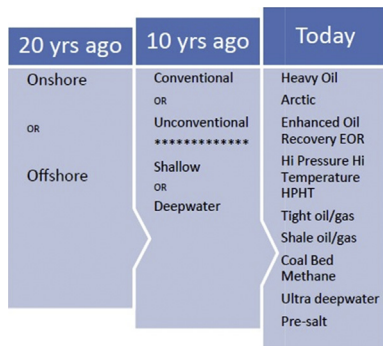 20 yrs ago
Onshore
OR
Offshore
10 yrs ago
Conventional
OR
Unconventional
*************
Shallow
OR
Deepwater
Today
Heavy Oil
Arctic
Enhanced Oil
Recovery EOR
Hi Pressure Hi
Temperature
HPHT
Tight oil/gas
Shale oil/gas
Coal Bed
Methane
Ultra deepwater
Pre-salt